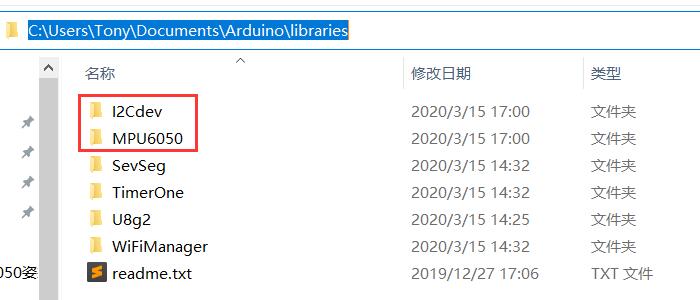 C:\Users\Tony\Documents\Arduino\libraries
名称 修改日期 类型
I2Cdev 2020/3/15 17:00 文件夹
MPU6050 2020/3/15 17:00 文件夹
SevSeg 2020/3/15 14:32 文件夹
TimerOne 2020/3/15 14:32 文件夹
U8g2 2020/3/15 14:25 文件夹
WiFiManager 2020/3/15 14:32 文件夹
050姿 readme.txt 2019/12/27 17:06 TXT 文件